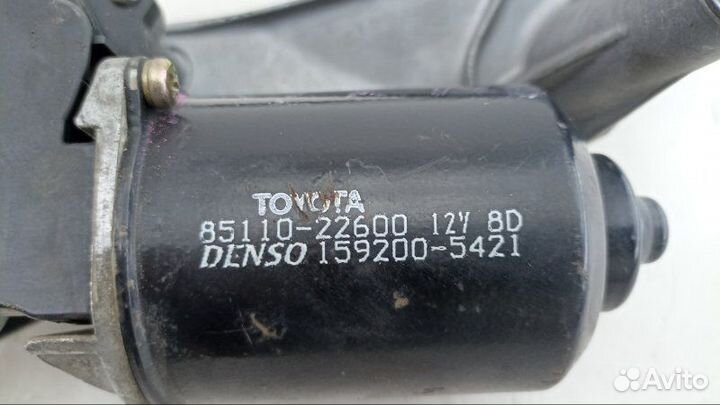 TOYOTA
85110-22600 12V 8D
DENSO 159200-5421
Avito